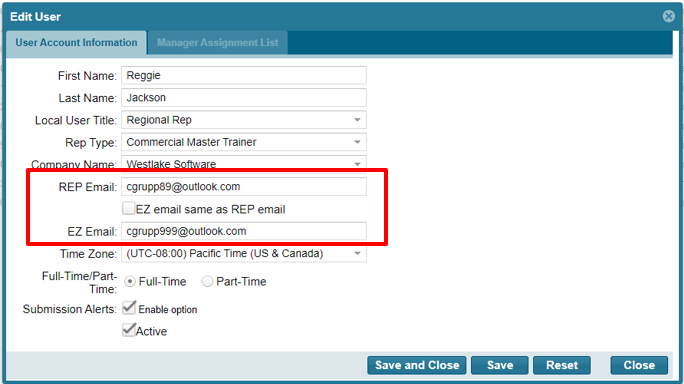 Edit User
User Account Information Manager Assignment List
First Name: Reggie
Last Name: Jackson
Local User Title: Regional Rep
Rep Type: Commercial Master Trainer
Company Name: Westlake Software
REP Email: cgrupp89@outlook.com
EZ email same as REP email
EZ Email: cgrupp999@outlook.com
Time Zone: (UTC-08:00) Pacific Time (US & Canada)
Full-Time/Part-
Time: Full-Time Part-Time
Submission Alerts: Enable option
Active
Save and Close Save Reset Close